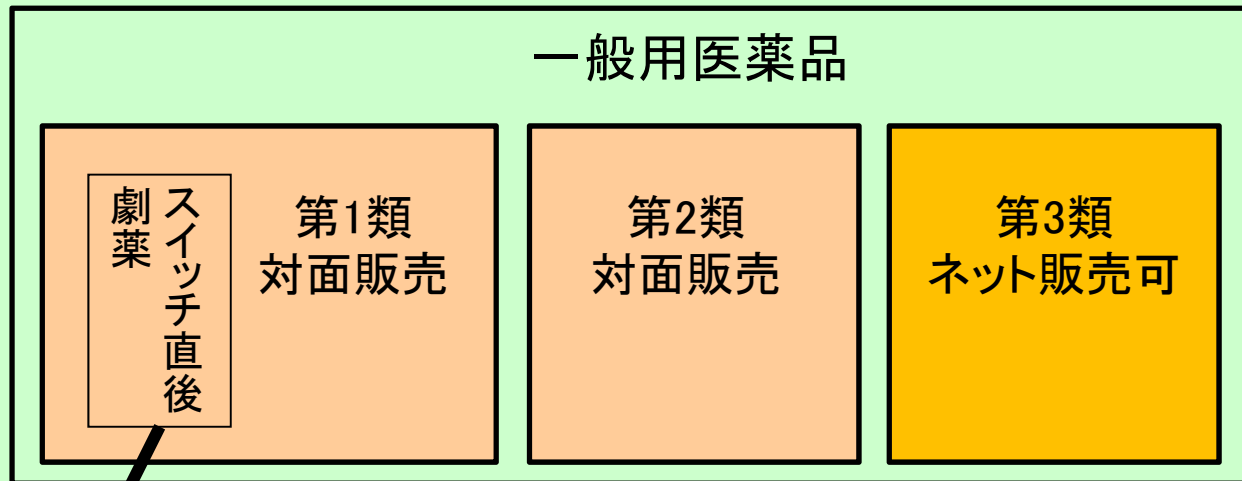 一般用医薬品
スイッチ直後
劇薬
第1類
対面販売
第2類
対面販売
第3類
ネット販売可